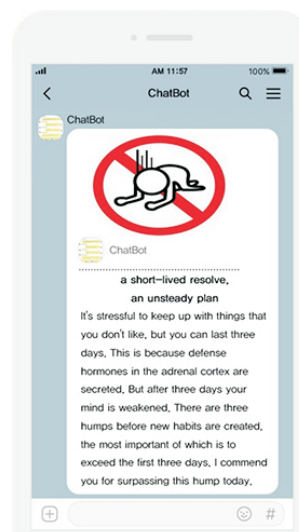 AM 11:57
100%
ChatBot
ChatBot
ChatBot
a short-lived resolve,
an unsteady plan
It's stressful to keep up with things that
you don't like, but you can last three
days, This is because defense
hormones in the adrenal cortex are
secreted, But after three days your
mind is weakened, There are three
humps before new habits are created,
the most important of which is to
exceed the first three days, I commend
you for surpassing this hump today,
#